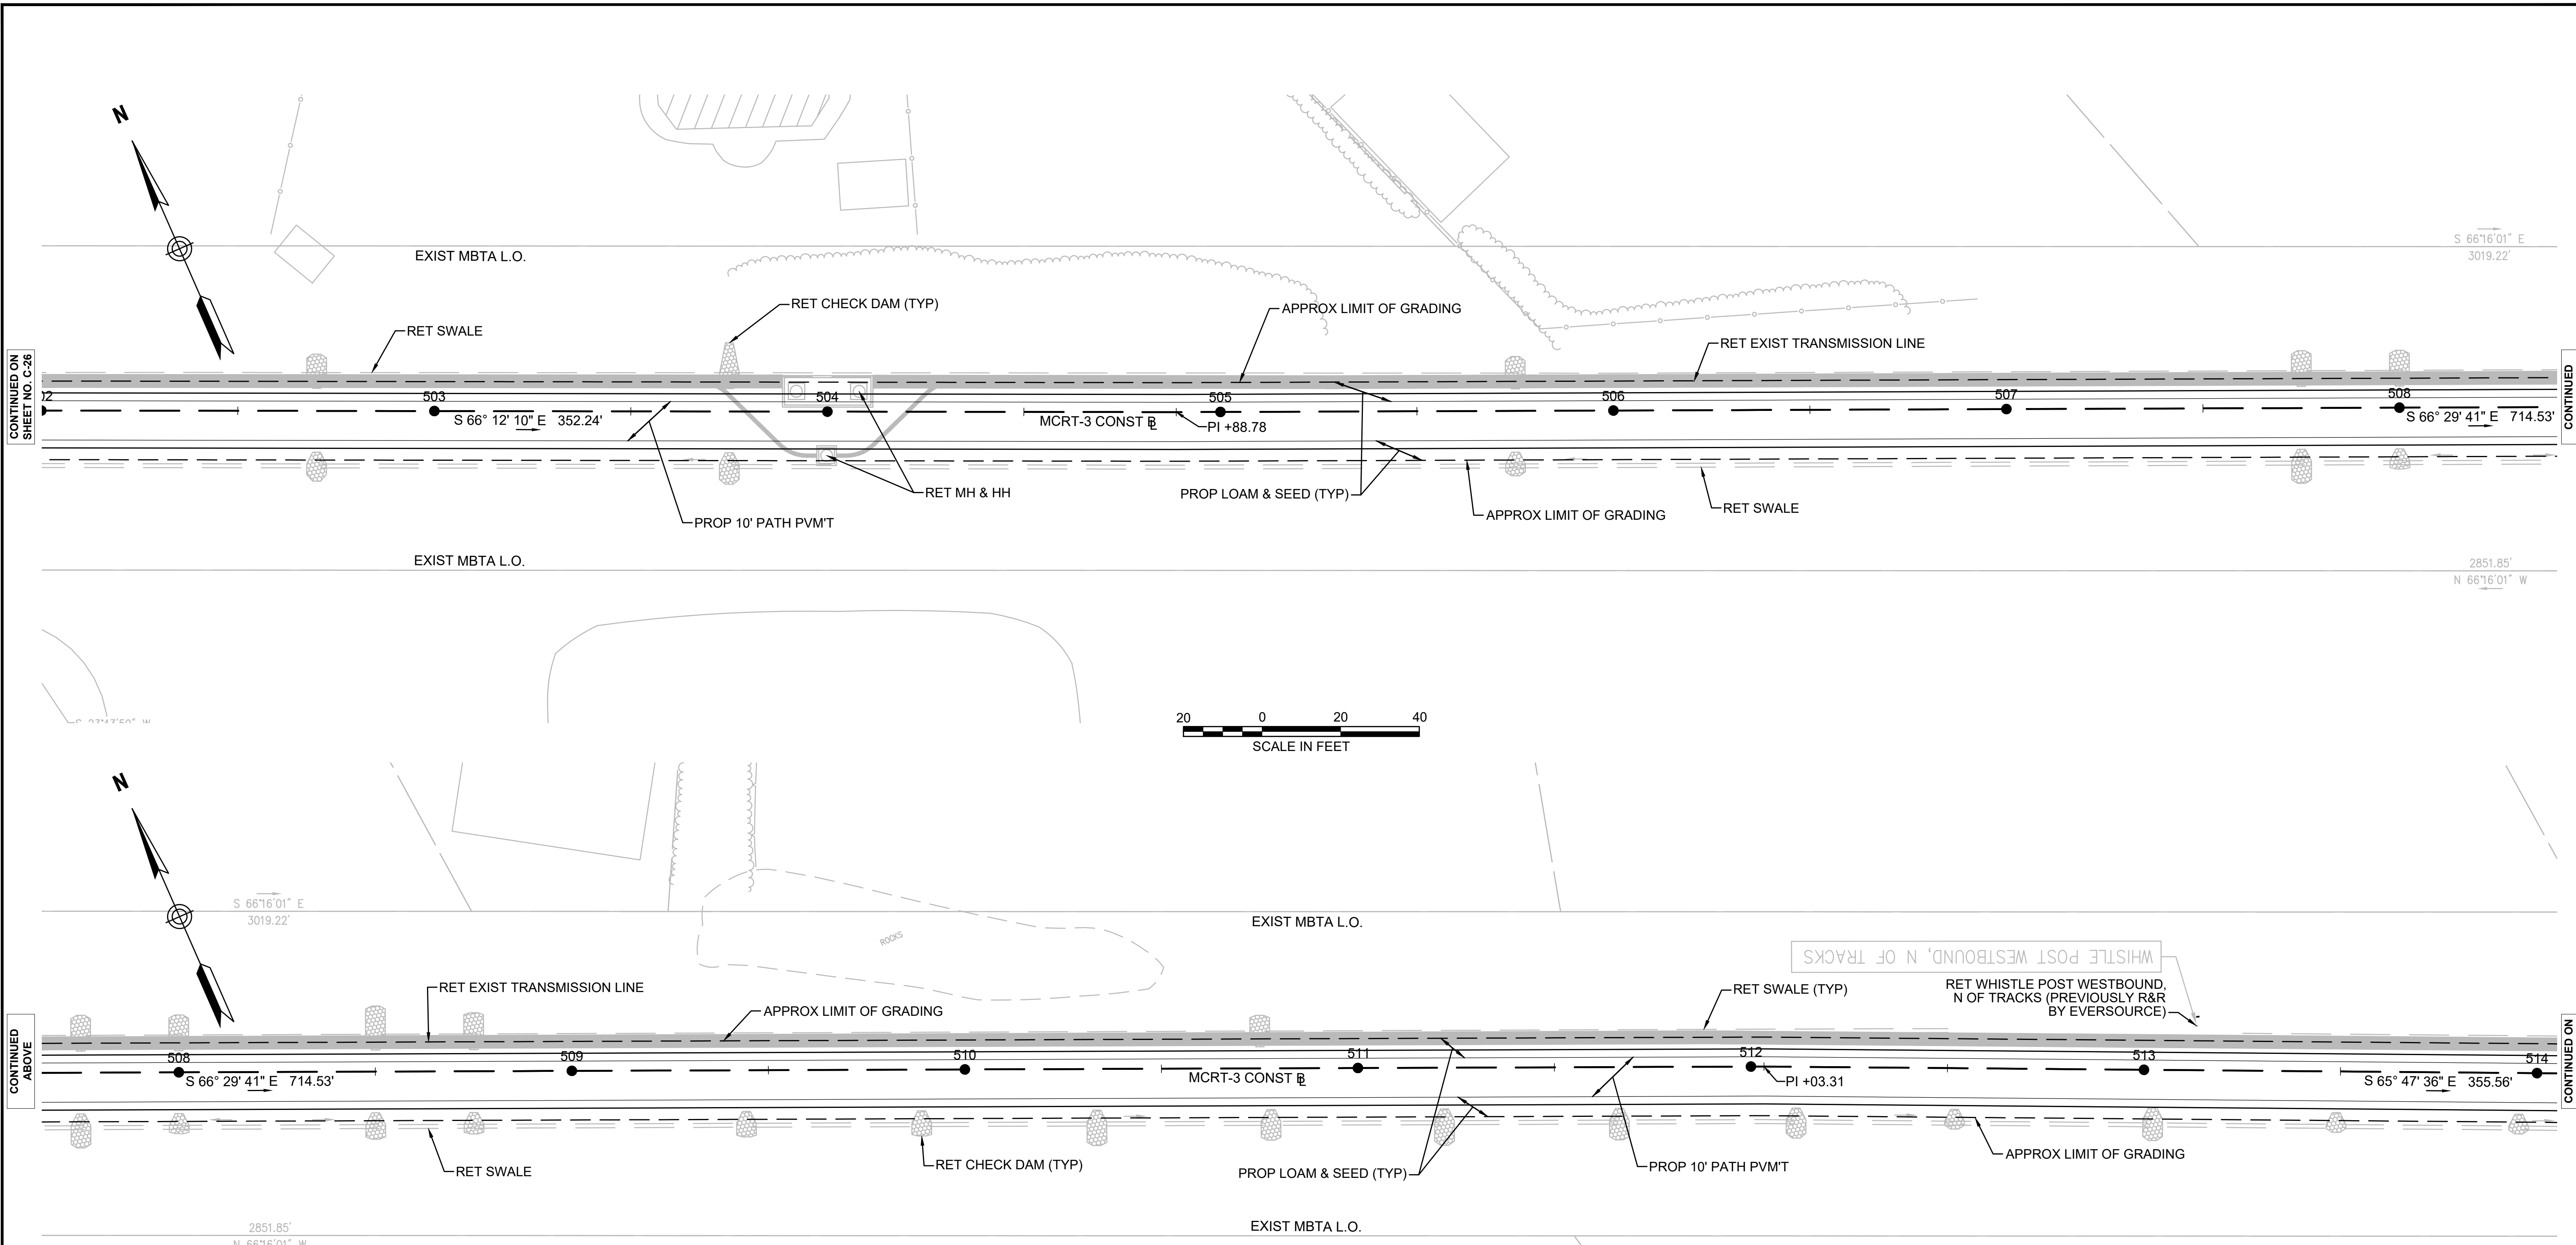 N
EXIST MBTA L.O.
S 66°16'01" E
3019.22'
RET CHECK DAM (TYP)
APPROX LIMIT OF GRADING
RET SWALE
RET EXIST TRANSMISSION LINE
CONTINUED ON
SHEET NO. C-26
CONTINUED
02
503
504
505
506
507
508
S 66° 12' 10" E 352.24'
MCRT-3 CONST BL
PI +88.78
S 66° 29' 41" E 714.53'
RET MH & HH
PROP LOAM & SEED (TYP)
APPROX LIMIT OF GRADING
RET SWALE
PROP 10' PATH PVM'T
EXIST MBTA L.O.
2851.85'
N 66°16'01" W
20 0 20 40
SCALE IN FEET
N
S 66°16'01" E
3019.22'
EXIST MBTA L.O.
ROCKS
WHISTLE POST WESTBOUND, N OF TRACKS
RET EXIST TRANSMISSION LINE
APPROX LIMIT OF GRADING
RET SWALE (TYP)
RET WHISTLE POST WESTBOUND,
N OF TRACKS (PREVIOUSLY R&R
BY EVERSOURCE)
CONTINUED
ABOVE
CONTINUED ON
508
509
510
511
512
513
514
S 66° 29' 41" E 714.53'
MCRT-3 CONST BL
PI +03.31
S 65° 47' 36" E 355.56'
RET SWALE
RET CHECK DAM (TYP)
PROP LOAM & SEED (TYP)
PROP 10' PATH PVM'T
APPROX LIMIT OF GRADING
2851.85'
N 66°16'01" W
EXIST MBTA L.O.